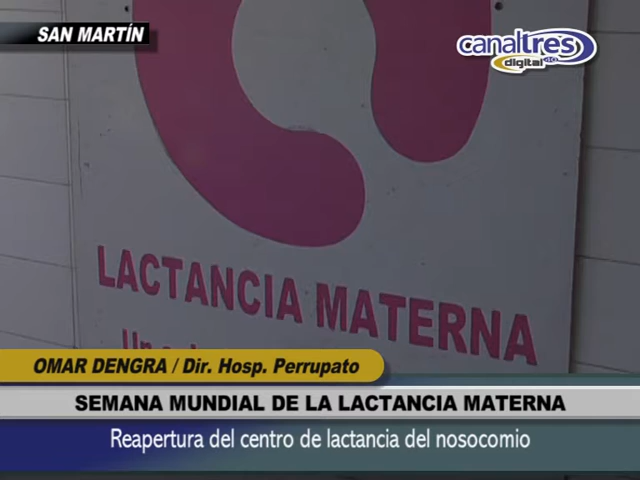 SAN MARTÍN
canaltres
digital
LACTANCIA MATERNA
Un
OMAR DENGRA / Dir. Hosp. Perrupato
SEMANA MUNDIAL DE LA LACTANCIA MATERNA
Reapertura del centro de lactancia del nosocomio